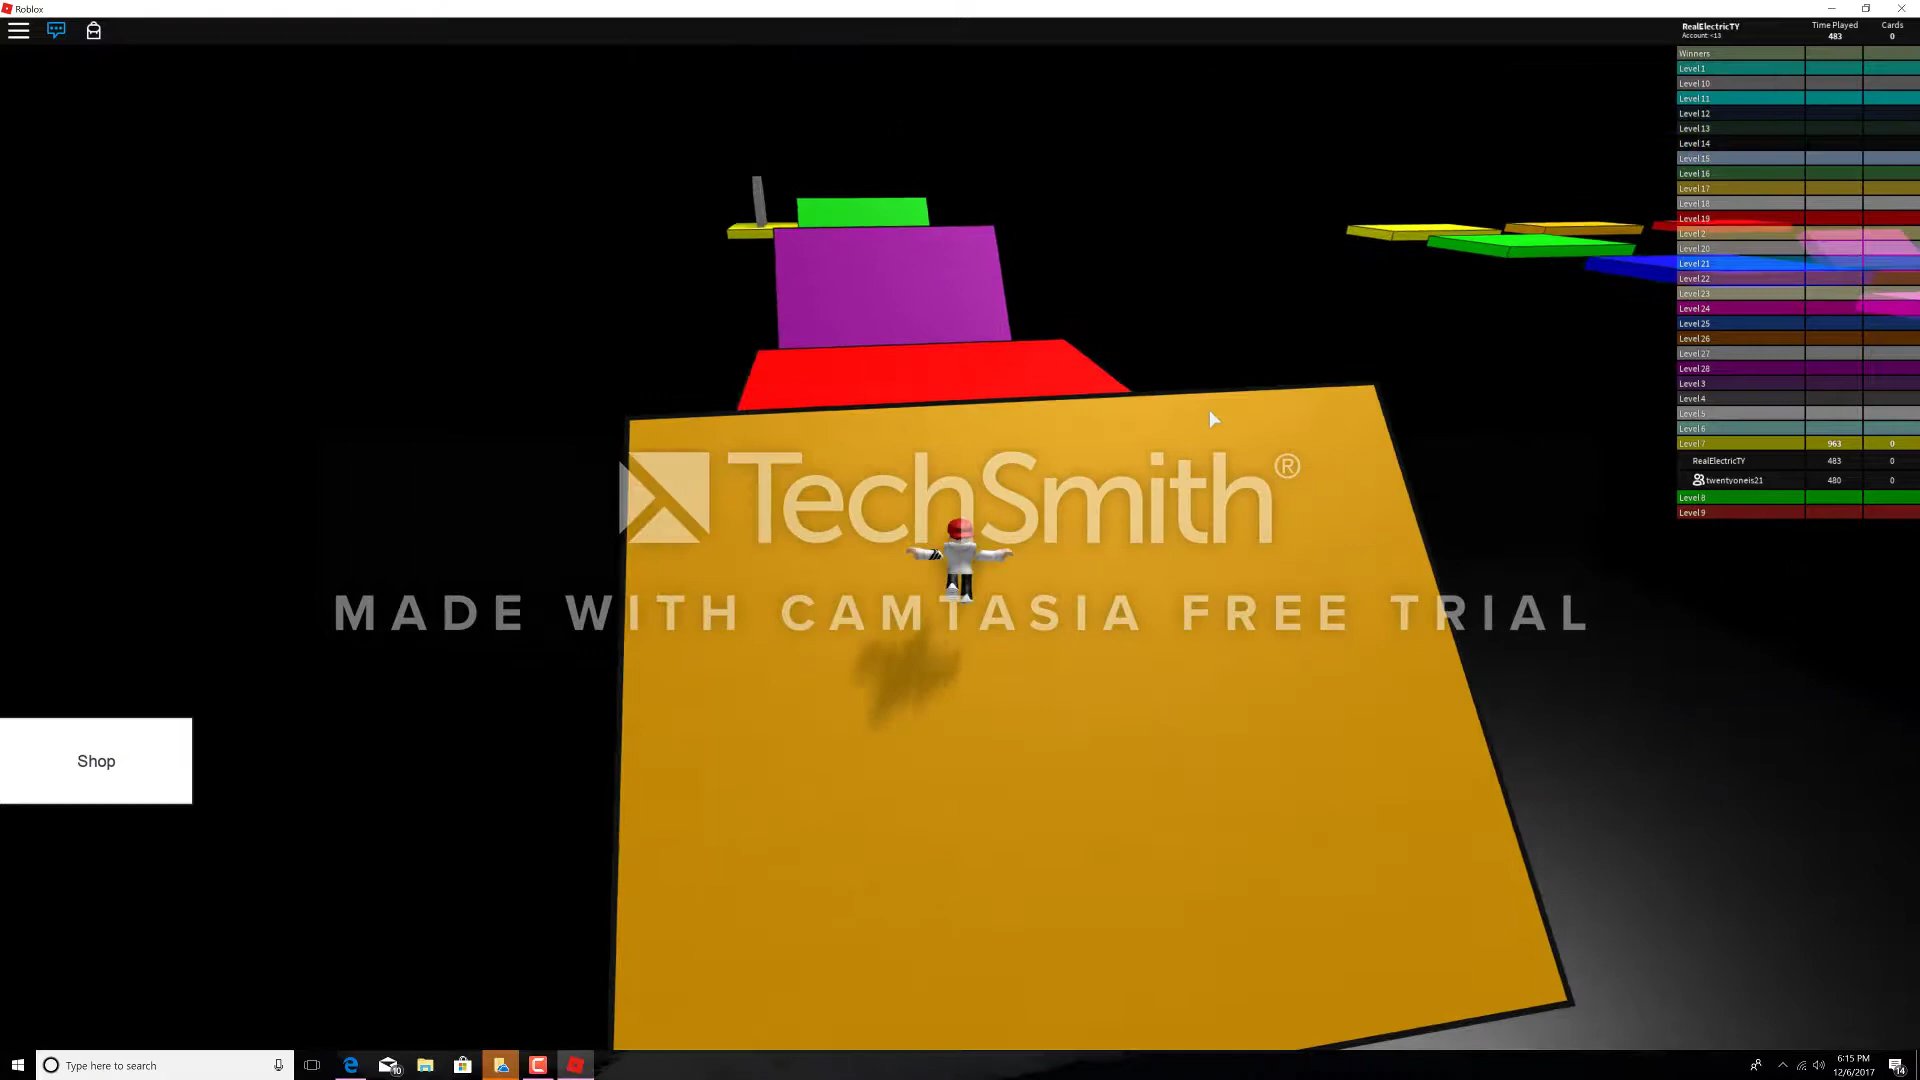 Roblox
RealElectricTY
Account: <13
Time Played
483
Cards
0
Winners
Level 1
Level 10
Level 11
Level 12
Level 13
Level 14
Level 15
Level 16
Level 17
Level 18
Level 19
Level 2
Level 20
Level 21
Level 22
Level 23
Level 24
Level 25
Level 26
Level 27
Level 28
Level 3
Level 4
Level 5
Level 6
Level 7 963 0
RealElectricTY 483 0
twentyoneis21 480 0
Level 8
Level 9
TechSmith®
MADE WITH CAMTASIA FREE TRIAL
Shop
Type here to search
10
6:15 PM
12/6/2017
14